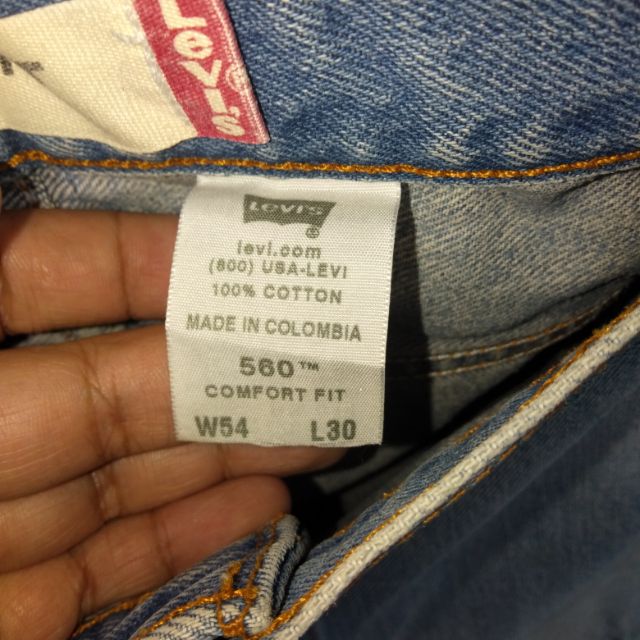 Levi's
®
Levi's
®
levi.com
(800) USA-LEVI
100% COTTON
MADE IN COLOMBIA
560™
COMFORT FIT
W54 L30